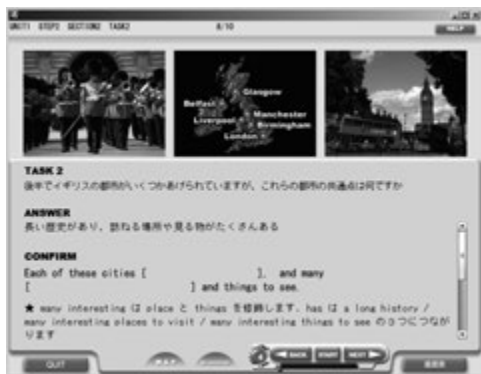 UNIT1 STEP2 SECTION2 TASK2 8/10
HELP
Glasgow
Belfast
Manchester
Liverpool
Birmingham
London
TASK 2
後半でイギリスの都市がいくつかあげられていますが、これらの都市の共通点は何ですか
ANSWER
長い歴史があり、訪ねる場所や見る物がたくさんある
CONFIRM
Each of these cities [ ], and many
[ ] and things to see.
★ many interesting は place と things を修飾します。has は a long history /
many interesting places to visit / many interesting things to see の3つにつなが
ります
QUIT
BACK START NEXT